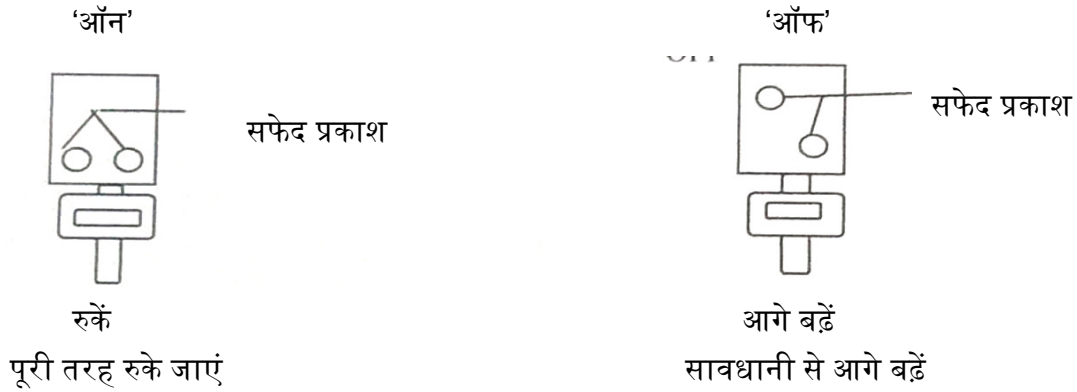 ‘ऑन’ ‘ऑफ’
सफेद प्रकाश सफेद प्रकाश
रुकें आगे बढ़ें
पूरी तरह रुके जाएं सावधानी से आगे बढ़ें